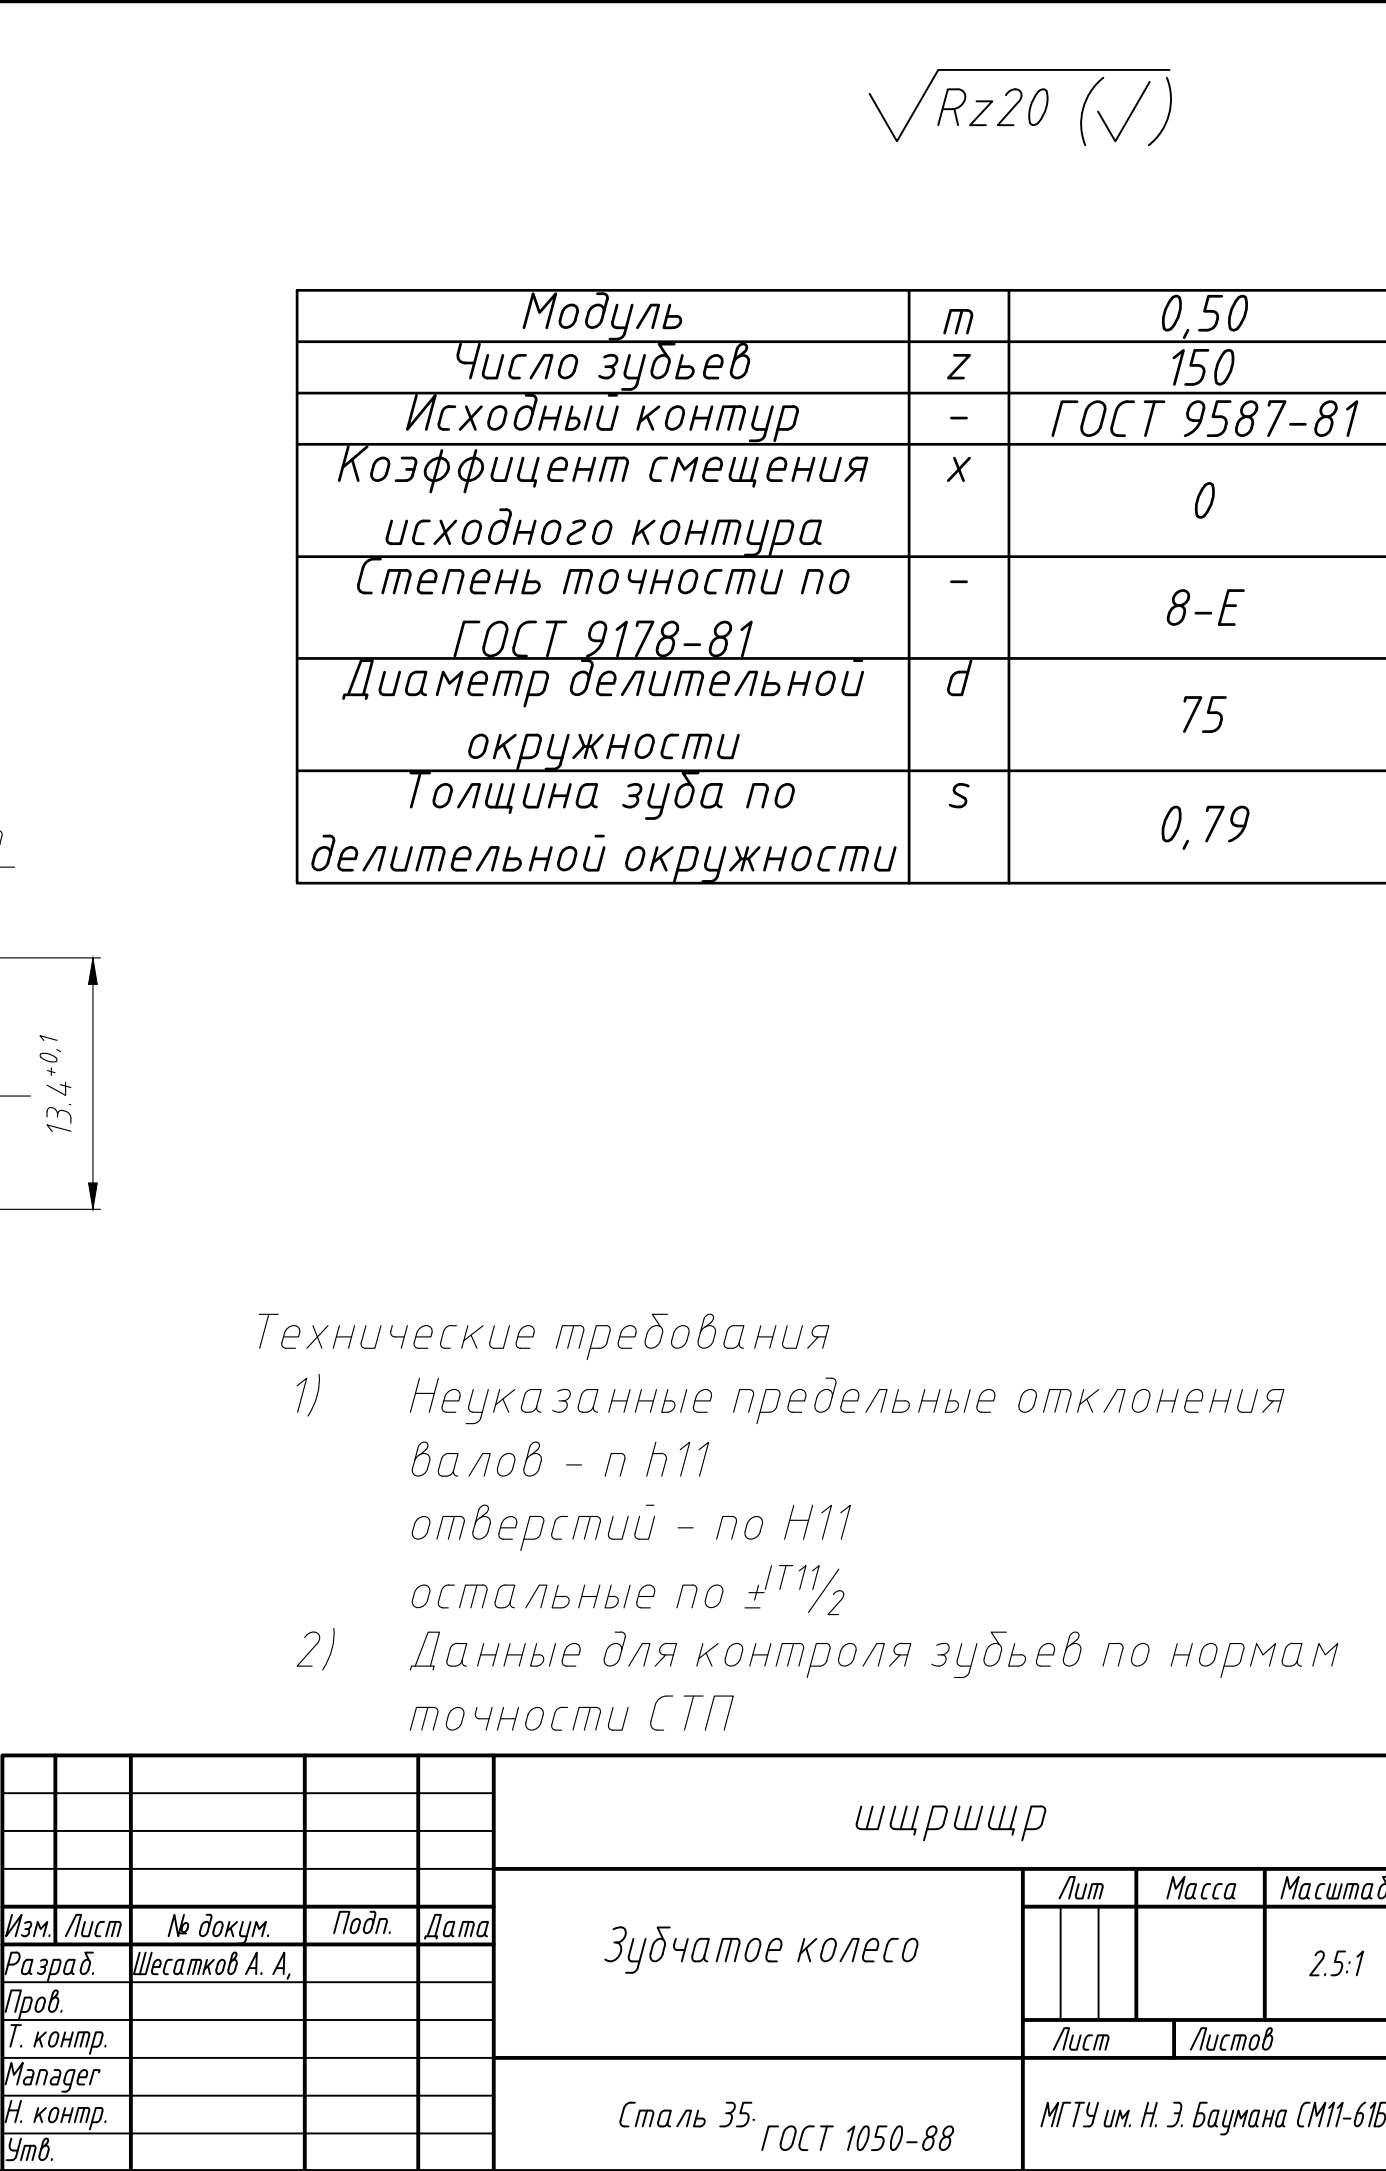 Rz20 (√)
Модуль m 0,50
Число зубьев z 150
Исходный контур - ГОСТ 9587-81
Коэффицент смещения x
исходного контура 0
Степень точности по -
ГОСТ 9178-81 8-Е
Диаметр делительной d
окружности 75
Толщина зуба по s
делительной окружности 0,79
13.4+0,1
Технические требования
1) Неуказанные предельные отклонения
валов - п h11
отверстий - по H11
остальные по ±IT11/2
2) Данные для контроля зубьев по нормам
точности СТП
шщршщр
Лит Масса Масштаб
Изм. Лист № докум. Подп. Дата
Зубчатое колесо
Разраб. Шесатков А. А,
2.5:1
Пров.
Т. контр.
Лист Листов
Manager
Н. контр.
Сталь 35.
ГОСТ 1050-88
МГТУ им. Н. Э. Баумана СМ11-61Б
Утв.